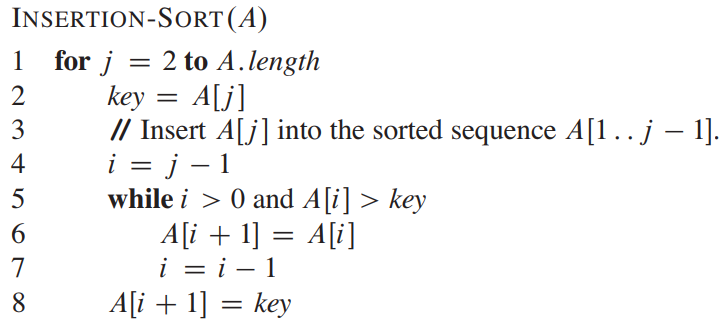 INSERTION-SORT(A)
1 for j = 2 to A.length
2 key = A[j]
3 // Insert A[j] into the sorted sequence A[1 . . j − 1].
4 i = j − 1
5 while i > 0 and A[i] > key
6 A[i + 1] = A[i]
7 i = i − 1
8 A[i + 1] = key